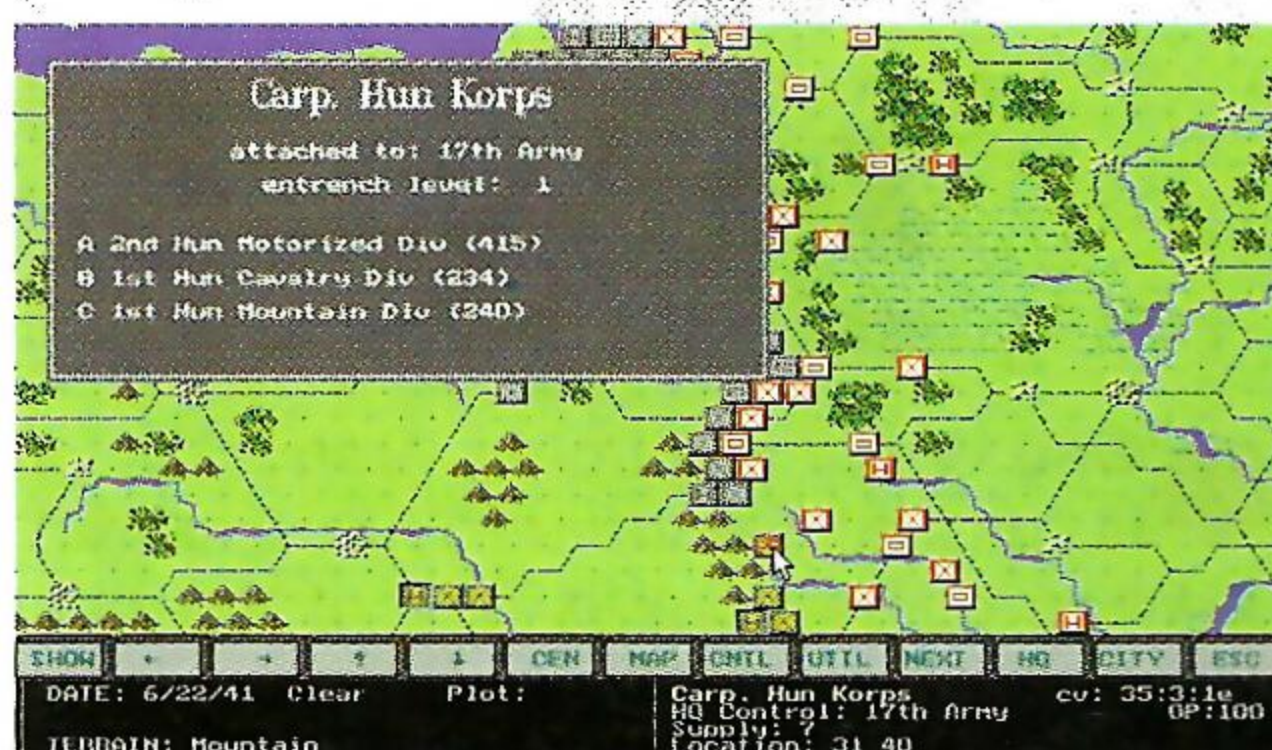 Carp. Hun Korps
attached to: 17th Army
entrench level: 1
A 2nd Hun Motorized Div (415)
B 1st Hun Cavalry Div (234)
C 1st Hun Mountain Div (240)
SHOW ← → ↑ ↓ CEN MAP CNTL UTIL NEXT HQ CITY ESC
DATE: 6/22/41 Clear Plot:
TERRAIN: Mountain
Carp. Hun Korps cv: 35:3:1e
HQ Control: 17th Army OP:100
Supply: 7
Location: 31,40